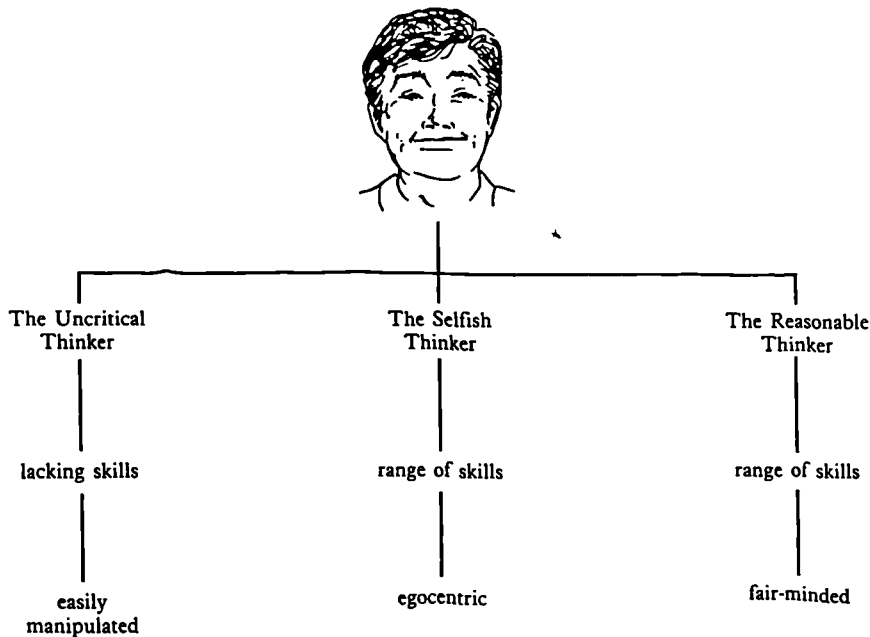 The Uncritical
Thinker
The Selfish
Thinker
The Reasonable
Thinker
lacking skills
range of skills
range of skills
easily
manipulated
egocentric
fair-minded